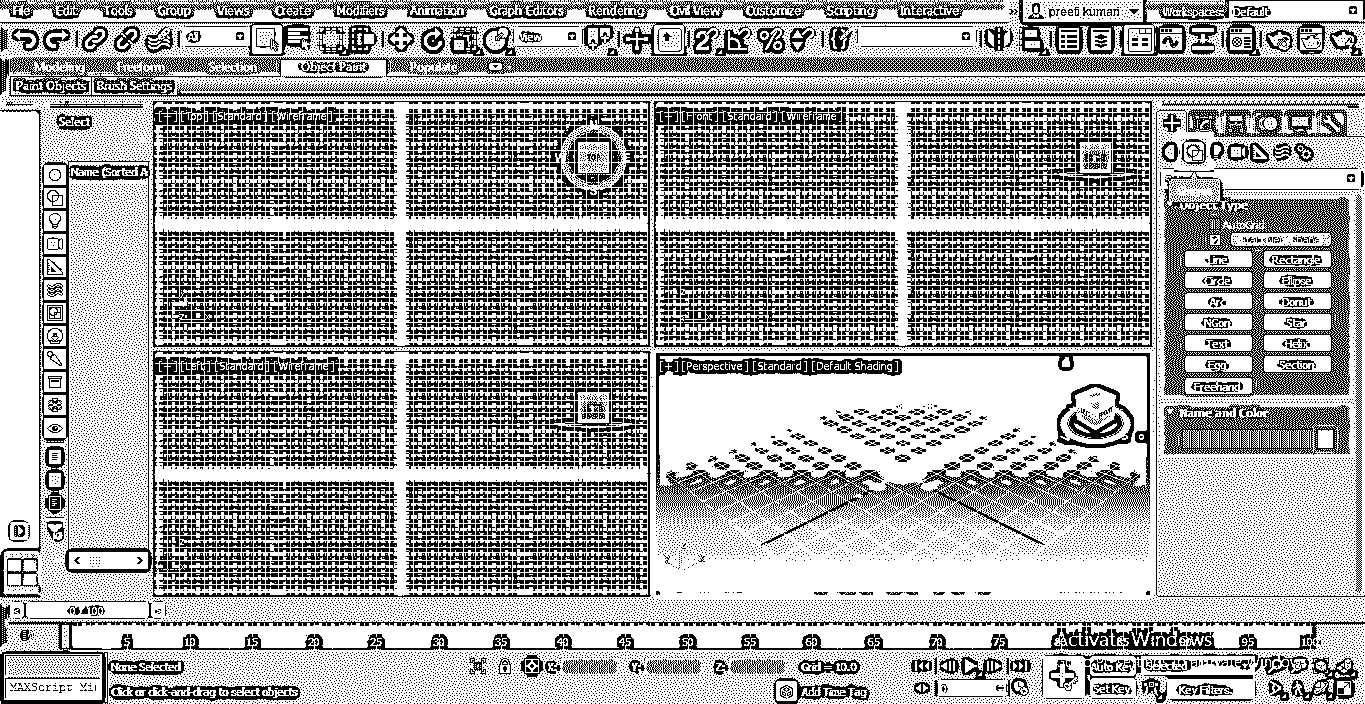 File Edit Tools Group Views Create Modifiers Animation Graph Editors Rendering Civil View Customize Scripting Interactive preeti kumari Workspaces: Default
All View
Modeling Freeform Selection Object Paint Populate
Paint Objects Brush Settings
Select
Name (Sorted A
[+][Top][Standard][Wireframe]
TOP
[+][Front][Standard][Wireframe]
[+][Left][Standard][Wireframe]
[+][Perspective][Standard][Default Shading]
Object Type
AutoGrid
Line Rectangle
Circle Ellipse
Arc Donut
NGon Star
Text Helix
Egg Section
Freehand
Name and Color
0 / 100
5 10 15 20 25 30 35 40 45 50 55 60 65 70 75 95 100
Activate Windows
None Selected
X: Y: Z: Grid = 10.0
Auto Key Selected
MAXScript Mi
Click or click-and-drag to select objects
Add Time Tag
Set Key Key Filters...